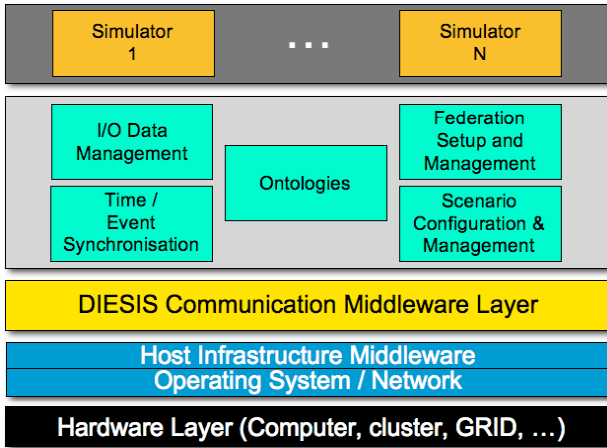 Simulator
1
...
Simulator
N
I/O Data
Management
Time /
Event
Synchronisation
Ontologies
Federation
Setup and
Management
Scenario
Configuration &
Management
DIESIS Communication Middleware Layer
Host Infrastructure Middleware
Operating System / Network
Hardware Layer (Computer, cluster, GRID, …)